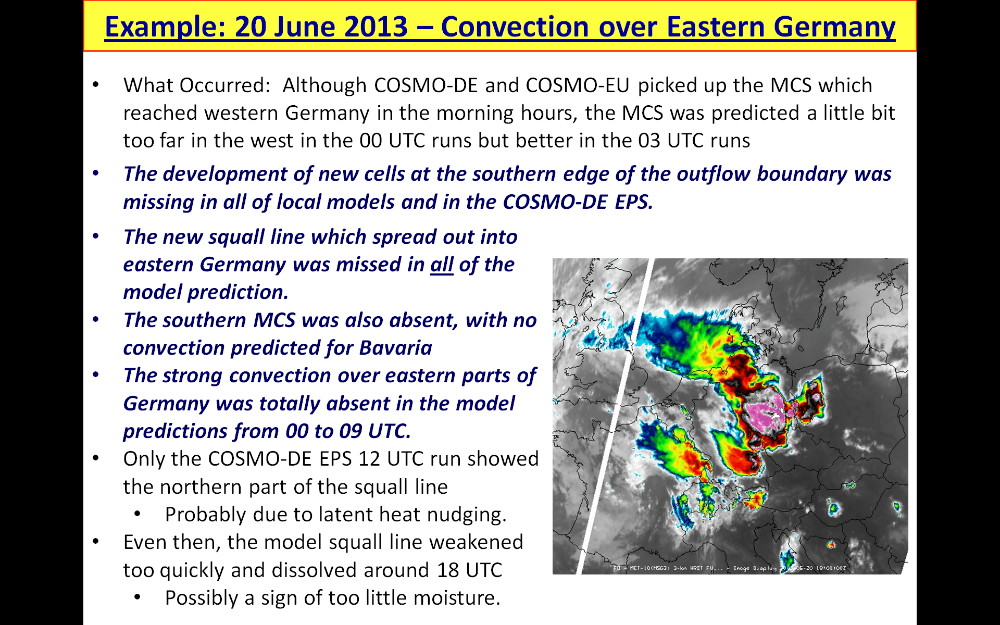 Example: 20 June 2013 – Convection over Eastern Germany
• What Occurred: Although COSMO-DE and COSMO-EU picked up the MCS which
reached western Germany in the morning hours, the MCS was predicted a little bit
too far in the west in the 00 UTC runs but better in the 03 UTC runs
• The development of new cells at the southern edge of the outflow boundary was
missing in all of local models and in the COSMO-DE EPS.
• The new squall line which spread out into
eastern Germany was missed in all of the
model prediction.
• The southern MCS was also absent, with no
convection predicted for Bavaria
• The strong convection over eastern parts of
Germany was totally absent in the model
predictions from 00 to 09 UTC.
• Only the COSMO-DE EPS 12 UTC run showed
the northern part of the squall line
• Probably due to latent heat nudging.
• Even then, the model squall line weakened
too quickly and dissolved around 18 UTC
• Possibly a sign of too little moisture.
MET-10(MSG3) 3-km HRIT FU... - Image Display 18:00:00Z